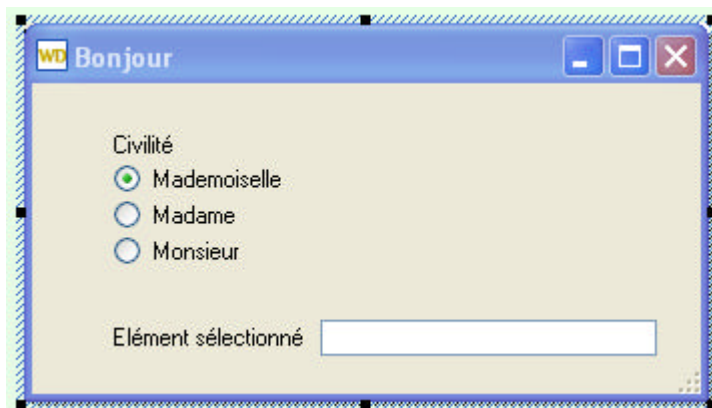 WD Bonjour
Civilité
Mademoiselle
Madame
Monsieur
Elément sélectionné